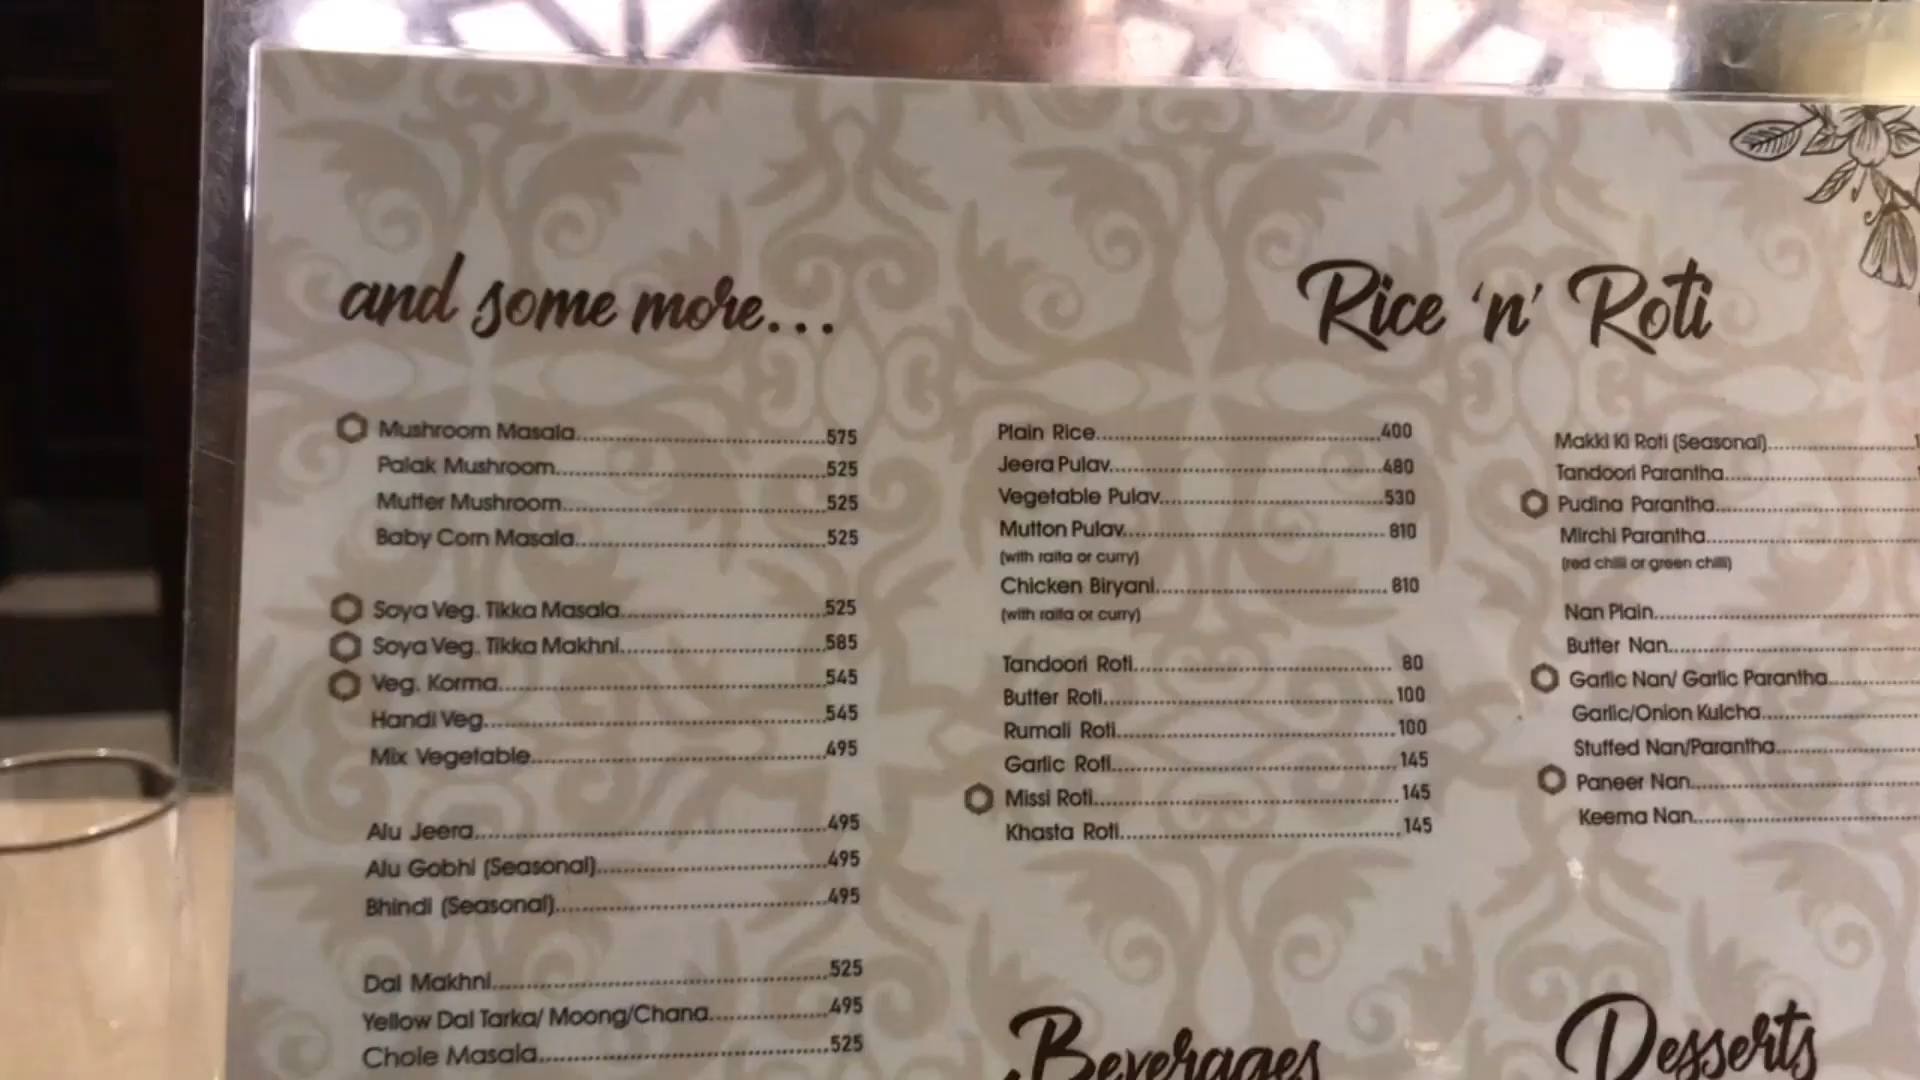 and some more...
Mushroom Masala 575
Palak Mushroom 525
Mutter Mushroom 525
Baby Corn Masala 525
Soya Veg. Tikka Masala 525
Soya Veg. Tikka Makhni 585
Veg. Korma 545
Handi Veg. 545
Mix Vegetable 495
Alu Jeera 495
Alu Gobhi (Seasonal) 495
Bhindi (Seasonal) 495
Dal Makhni 525
Yellow Dal Tarka/ Moong/Chana 495
Chole Masala 525
Rice 'n' Roti
Plain Rice 400
Jeera Pulav 480
Vegetable Pulav 530
Mutton Pulav 810
(with raita or curry)
Chicken Biryani 810
(with raita or curry)
Tandoori Roti 80
Butter Roti 100
Rumali Roti 100
Garlic Roti 145
Missi Roti 145
Khasta Roti 145
Makki Ki Roti (Seasonal)
Tandoori Parantha
Pudina Parantha
Mirchi Parantha
(red chilli or green chilli)
Nan Plain
Butter Nan
Garlic Nan/ Garlic Parantha
Garlic/Onion Kulcha
Stuffed Nan/Parantha
Paneer Nan
Keema Nan
Beverages
Desserts